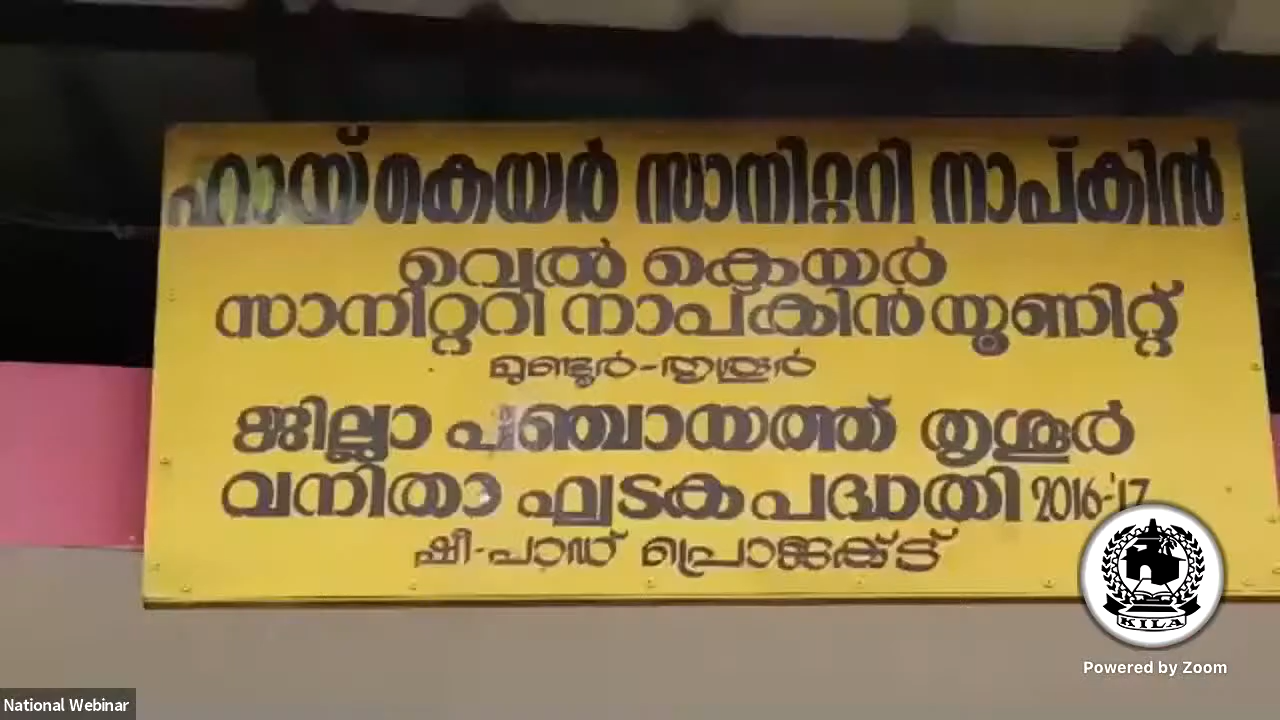 ഹായ് കെയർ സാനിറ്ററി നാപ്കിൻ
വെൽ കെയർ
സാനിറ്ററി നാപ്ക്കിൻ യൂണിറ്റ്
മുണ്ടൂർ-തൃശ്ശൂർ
ജില്ലാ പഞ്ചായത്ത് തൃശൂർ
വനിതാ ഘടകപദ്ധതി 2016-'17
ഷീ-പാഡ് പ്രൊജക്ട്
KILA
Powered by Zoom
National Webinar